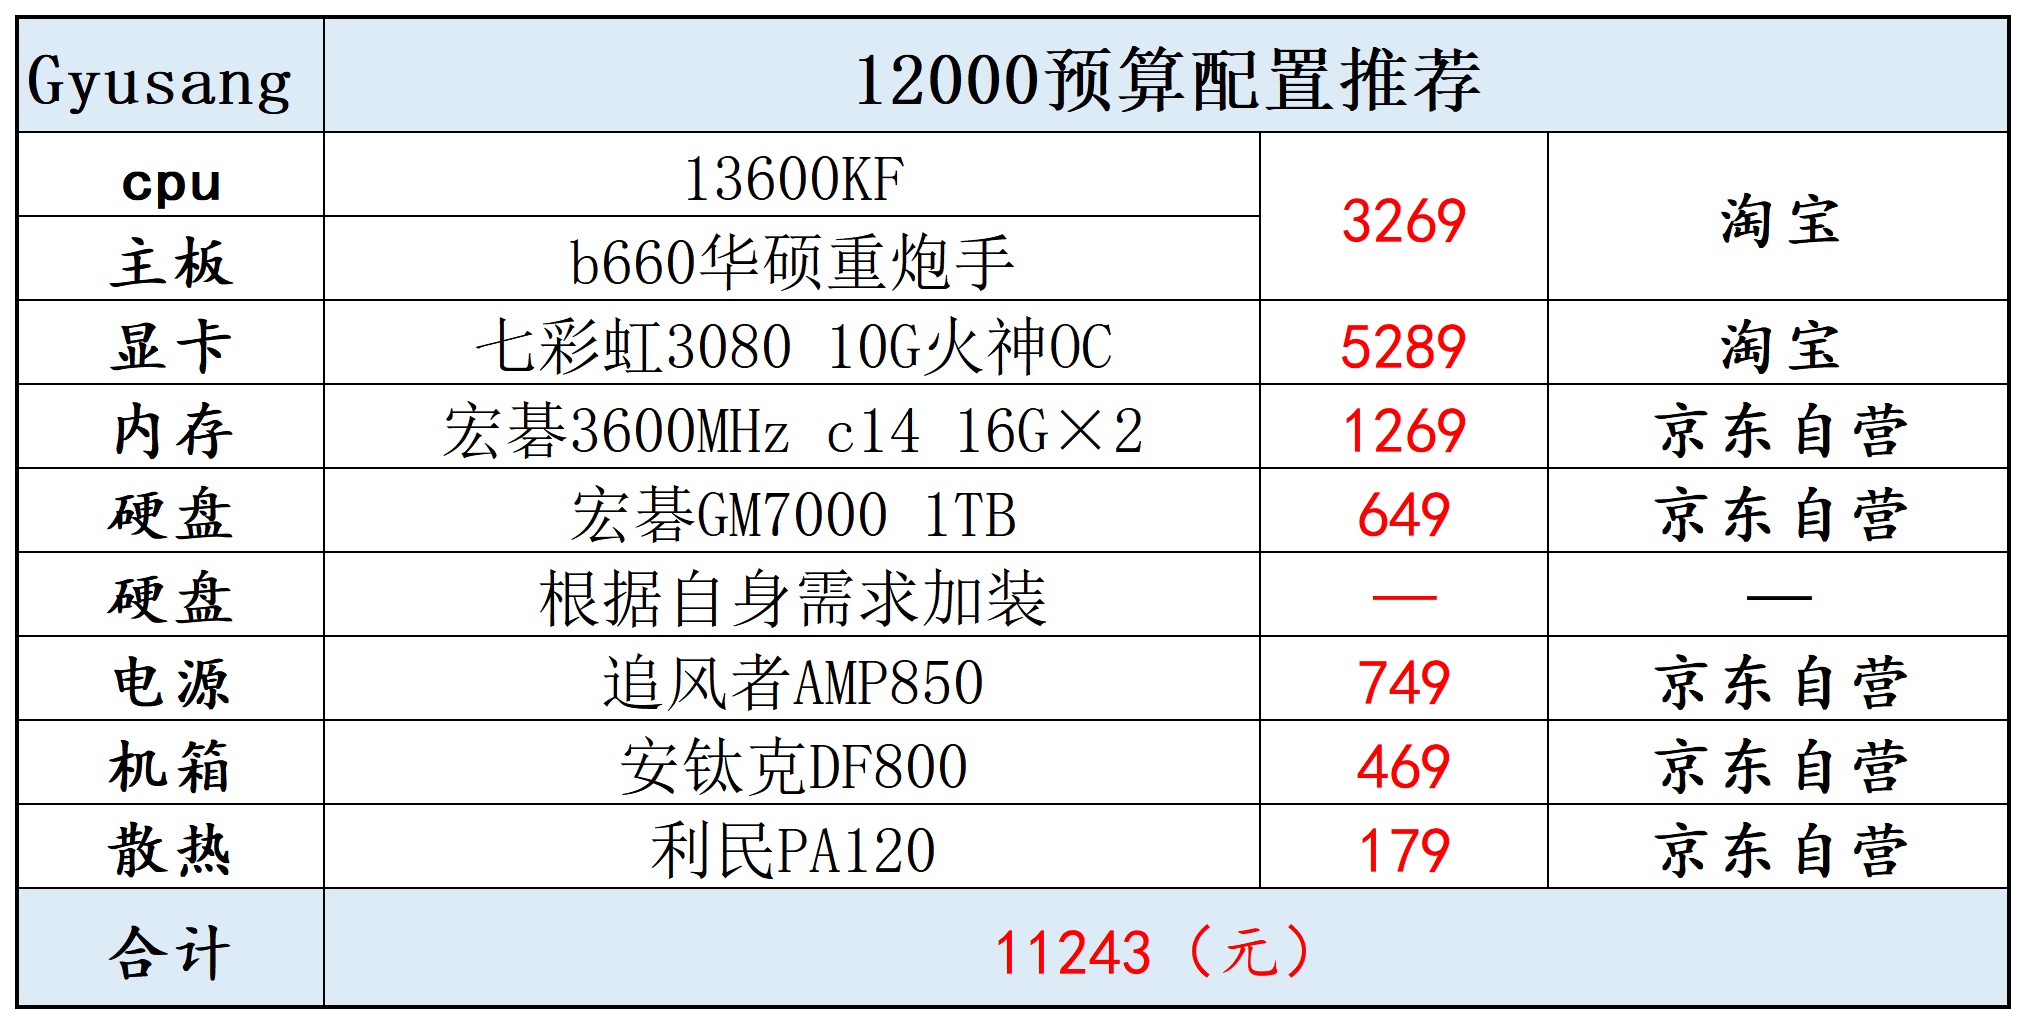 Gyusang 12000预算配置推荐
cpu 13600KF 3269 淘宝
主板 b660华硕重炮手
显卡 七彩虹3080 10G火神OC 5289 淘宝
内存 宏碁3600MHz c14 16G×2 1269 京东自营
硬盘 宏碁GM7000 1TB 649 京东自营
硬盘 根据自身需求加装 — —
电源 追风者AMP850 749 京东自营
机箱 安钛克DF800 469 京东自营
散热 利民PA120 179 京东自营
合计 11243（元）